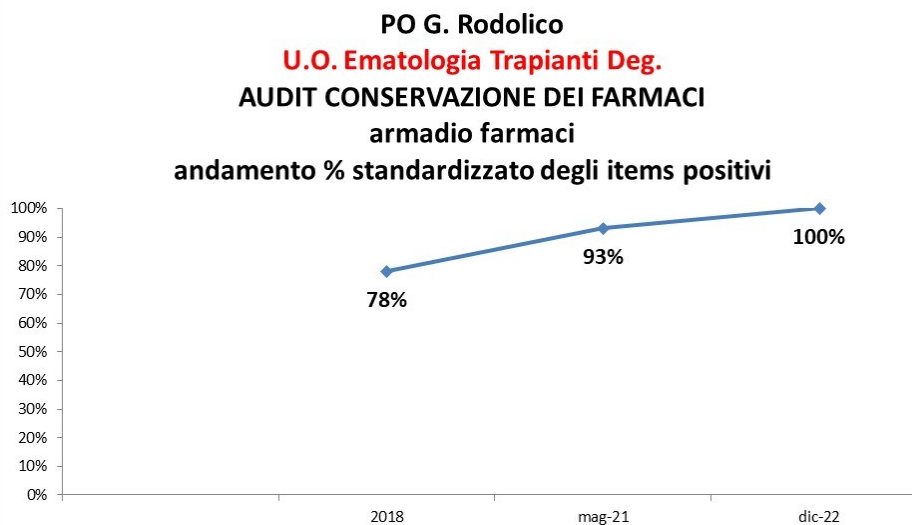 PO G. Rodolico
U.O. Ematologia Trapianti Deg.
AUDIT CONSERVAZIONE DEI FARMACI
armadio farmaci
andamento % standardizzato degli items positivi
100%
90%
80%
70%
60%
50%
40%
30%
20%
10%
0%
78%
93%
100%
2018
mag-21
dic-22